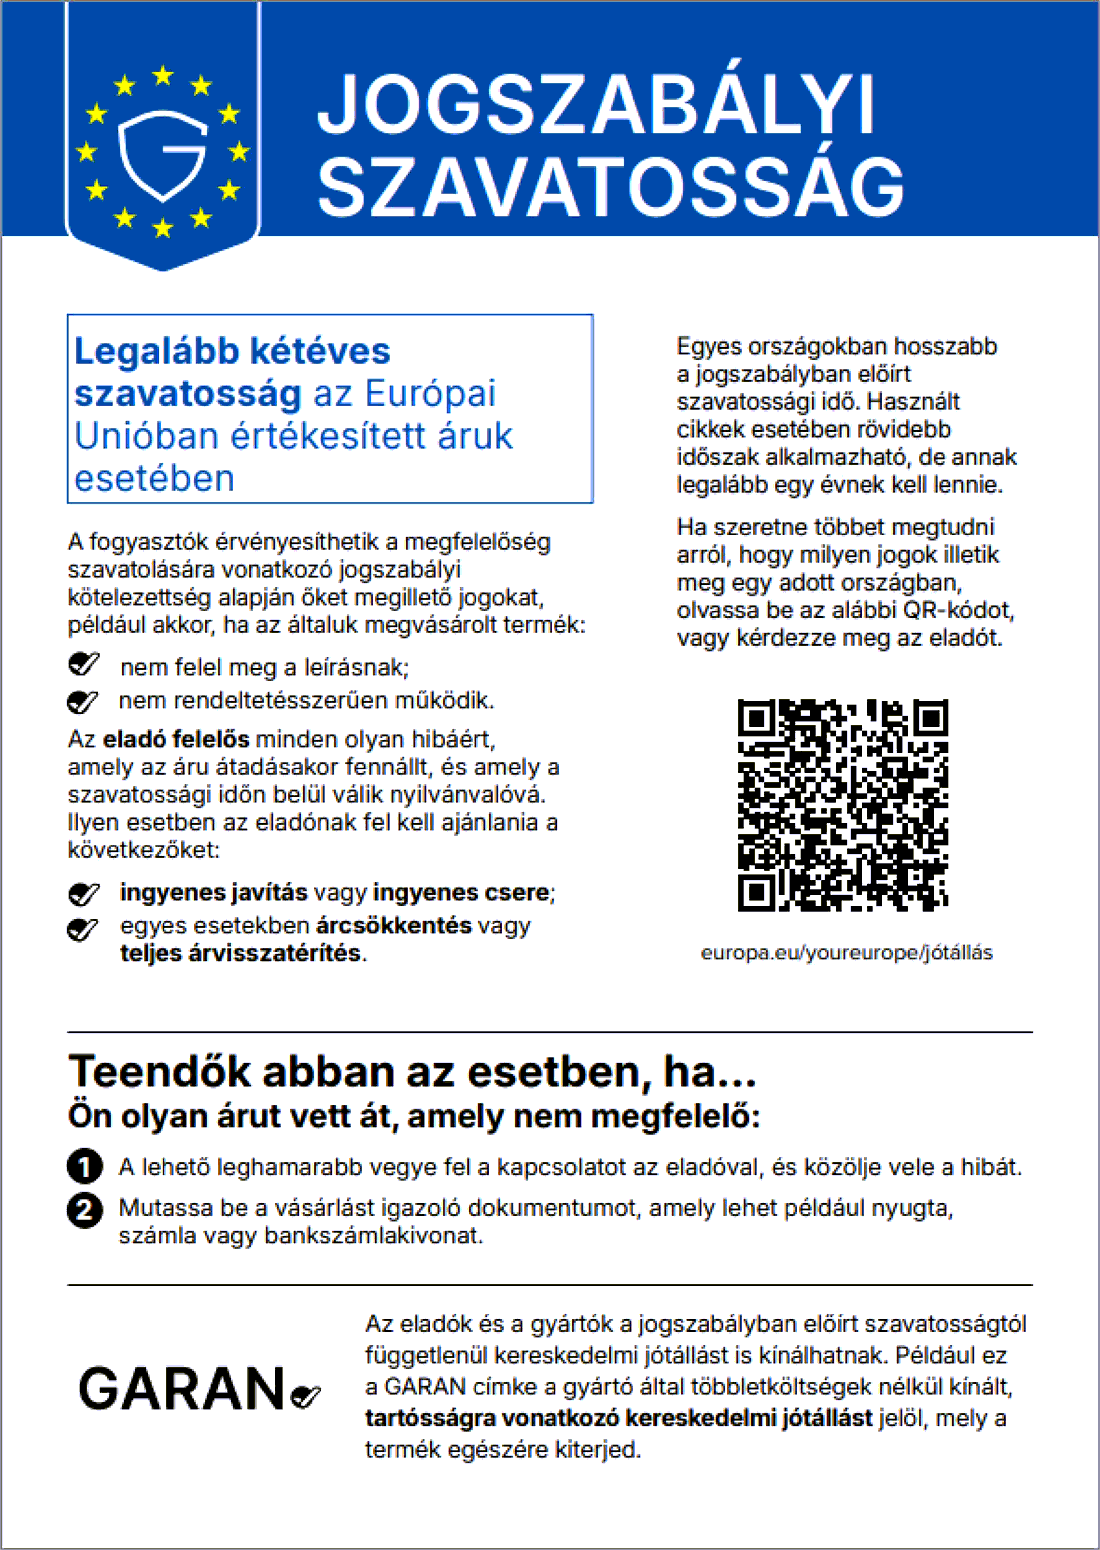 JOGSZABÁLYI
SZAVATOSSÁG
Legalább kétéves
szavatosság az Európai
Unióban értékesített áruk
esetében
A fogyasztók érvényesíthetik a megfelelőség
szavatolására vonatkozó jogszabályi
kötelezettség alapján őket megillető jogokat,
például akkor, ha az általuk megvásárolt termék:
nem felel meg a leírásnak;
nem rendeltetésszerűen működik.
Az eladó felelős minden olyan hibáért,
amely az áru átadásakor fennállt, és amely a
szavatossági időn belül válik nyilvánvalóvá.
Ilyen esetben az eladónak fel kell ajánlania a
következőket:
ingyenes javítás vagy ingyenes csere;
egyes esetekben árcsökkentés vagy
teljes árvisszatérítés.
Egyes országokban hosszabb
a jogszabályban előírt
szavatossági idő. Használt
cikkek esetében rövidebb
időszak alkalmazható, de annak
legalább egy évnek kell lennie.
Ha szeretne többet megtudni
arról, hogy milyen jogok illetik
meg egy adott országban,
olvassa be az alábbi QR-kódot,
vagy kérdezze meg az eladót.
europa.eu/youreurope/jótállás
Teendők abban az esetben, ha...
Ön olyan árut vett át, amely nem megfelelő:
1 A lehető leghamarabb vegye fel a kapcsolatot az eladóval, és közölje vele a hibát.
2 Mutassa be a vásárlást igazoló dokumentumot, amely lehet például nyugta,
számla vagy bankszámlakivonat.
GARAN
Az eladók és a gyártók a jogszabályban előírt szavatosságtól
függetlenül kereskedelmi jótállást is kínálhatnak. Például ez
a GARAN címke a gyártó által többletköltségek nélkül kínált,
tartósságra vonatkozó kereskedelmi jótállást jelöl, mely a
termék egészére kiterjed.